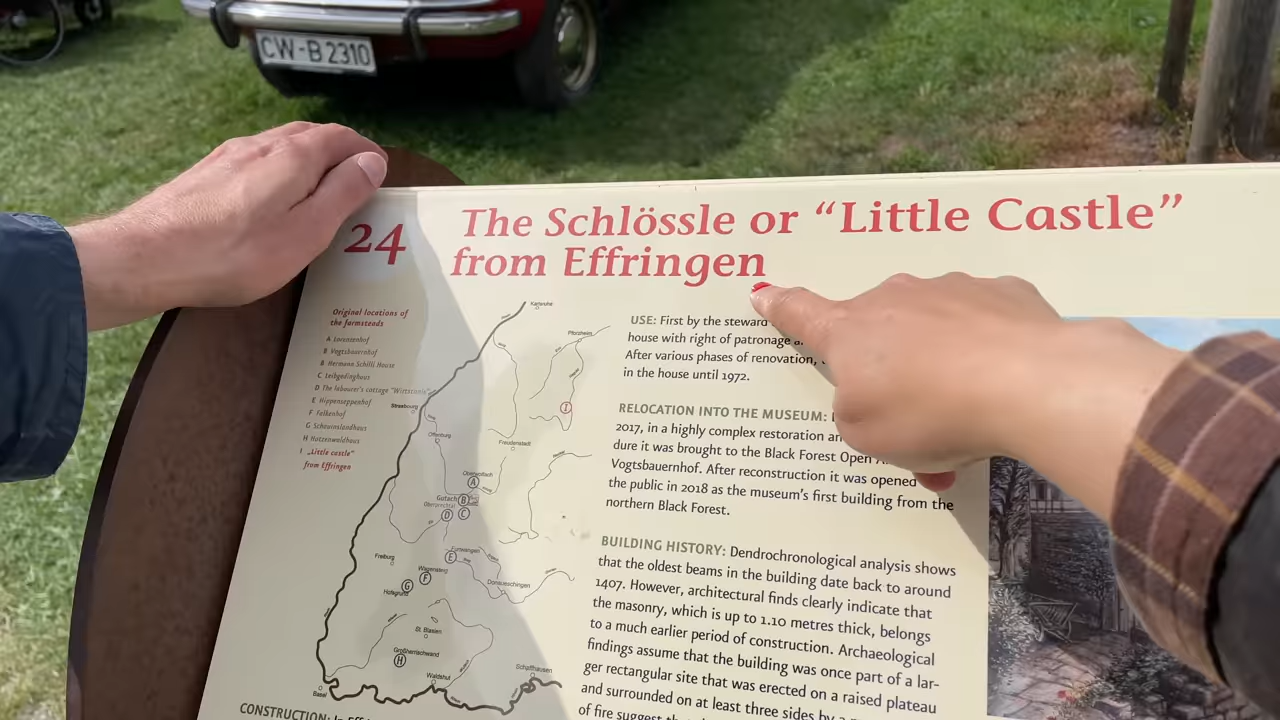 CW-B 2310
24
The Schlössle or “Little Castle”
from Effringen
Original locations of
the farmsteads
A Lorenzenhof
B Vogtsbauernhof
B Hermann Schilli House
C Leibgedinghaus
D The labourer's cottage "Wirtstonis"
E Hippenseppenhof
F Falkenhof
G Schauinslandhaus
H Hotzenwaldhaus
I „Little castle“
from Effringen
Karlsruhe
Pforzheim
I
Strasbourg
Offenburg
Freudenstadt
Oberwolfach
A
Gutach
B
Oberprechtal
C
D
Furtwangen
E
Freiburg
Wagensteig
F
G
Hofsgrund
Donaueschingen
St. Blasien
Großherrischwand
H
Waldshut
Schaffhausen
Basel
USE: First by the steward
house with right of patronage
After various phases of renovation,
in the house until 1972.
RELOCATION INTO THE MUSEUM:
2017, in a highly complex restoration
dure it was brought to the Black Forest Open
Vogtsbauernhof. After reconstruction it was opened
the public in 2018 as the museum's first building from the
northern Black Forest.
BUILDING HISTORY: Dendrochronological analysis shows
that the oldest beams in the building date back to around
1407. However, architectural finds clearly indicate that
the masonry, which is up to 1.10 metres thick, belongs
to a much earlier period of construction. Archaeological
findings assume that the building was once part of a lar-
ger rectangular site that was erected on a raised plateau
and surrounded on at least three sides by a
of fire suggest
CONSTRUCTION: